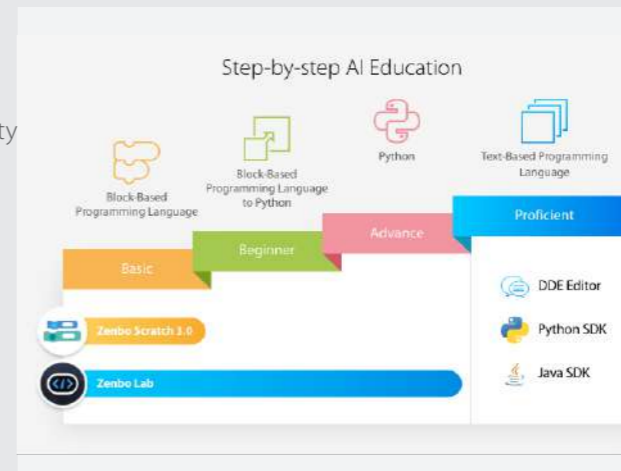 Step-by-step AI Education
ty
Block-Based
Programming Language
Block-Based
Programming Language
to Python
Python
Text-Based Programming
Language
Basic
Beginner
Advance
Proficient
Zenbo Scratch 3.0
Zenbo Lab
DDE Editor
Python SDK
Java SDK